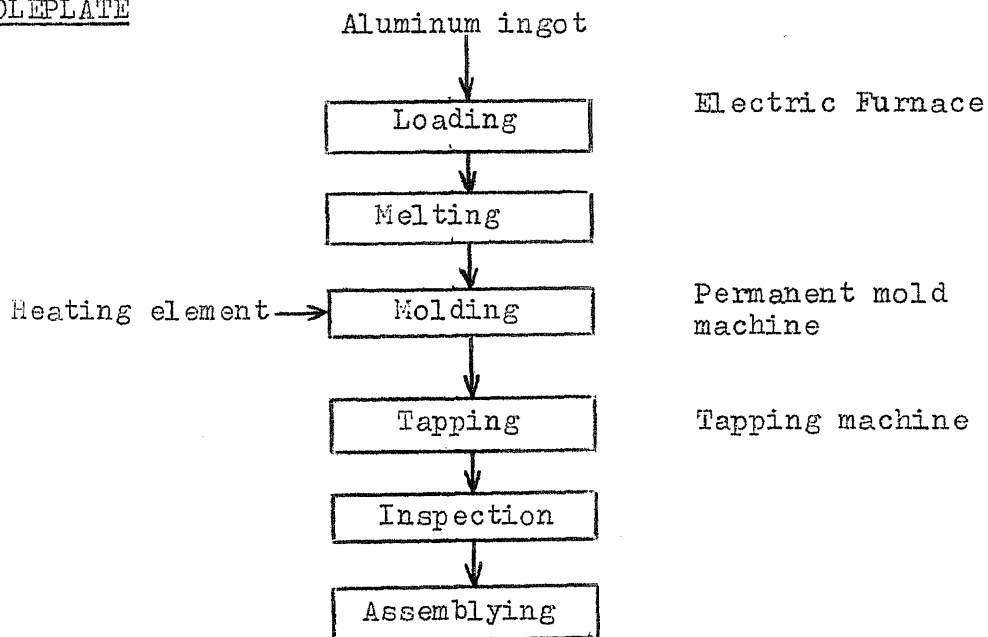 OLEPLATE
Aluminum ingot
Loading
Electric Furnace
Melting
Heating element
Molding
Permanent mold
machine
Tapping
Tapping machine
Inspection
Assemblying